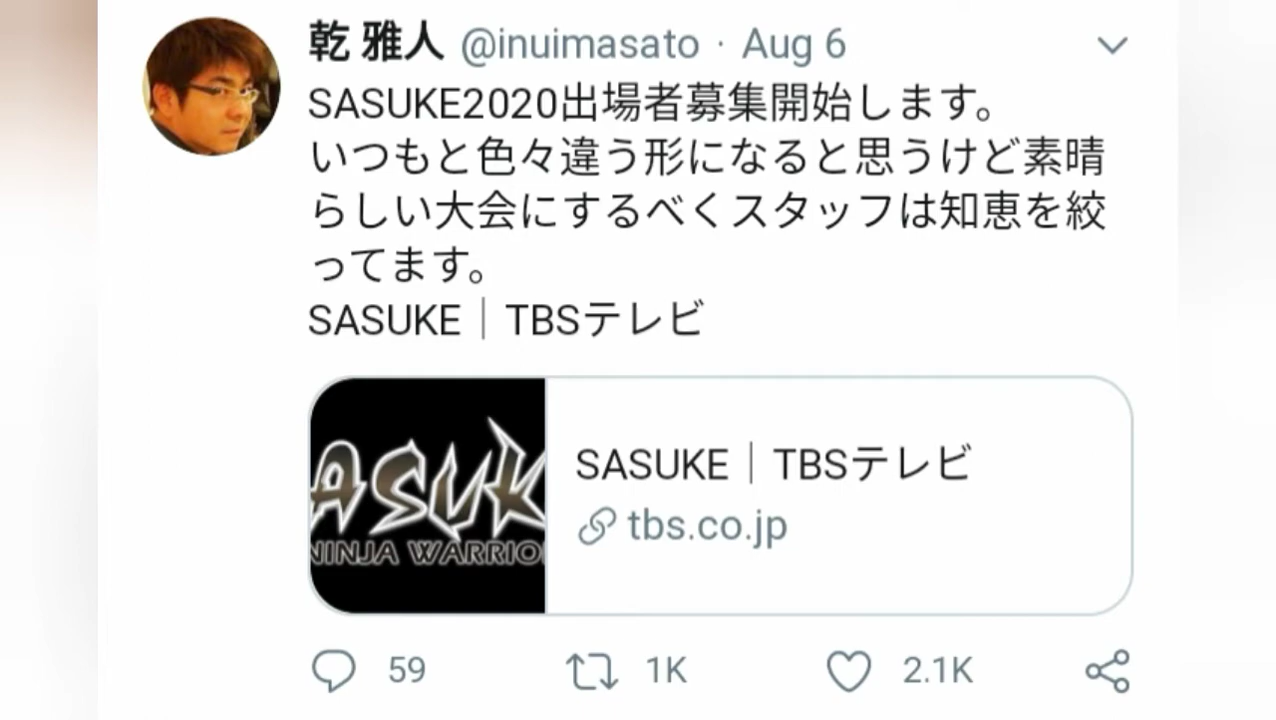 乾 雅人 @inuimasato · Aug 6
SASUKE2020出場者募集開始します。
いつもと色々違う形になると思うけど素晴
らしい大会にするべくスタッフは知恵を絞
ってます。
SASUKE｜TBSテレビ
ASUK
NINJA WARRIO
SASUKE｜TBSテレビ
tbs.co.jp
59 1K 2.1K